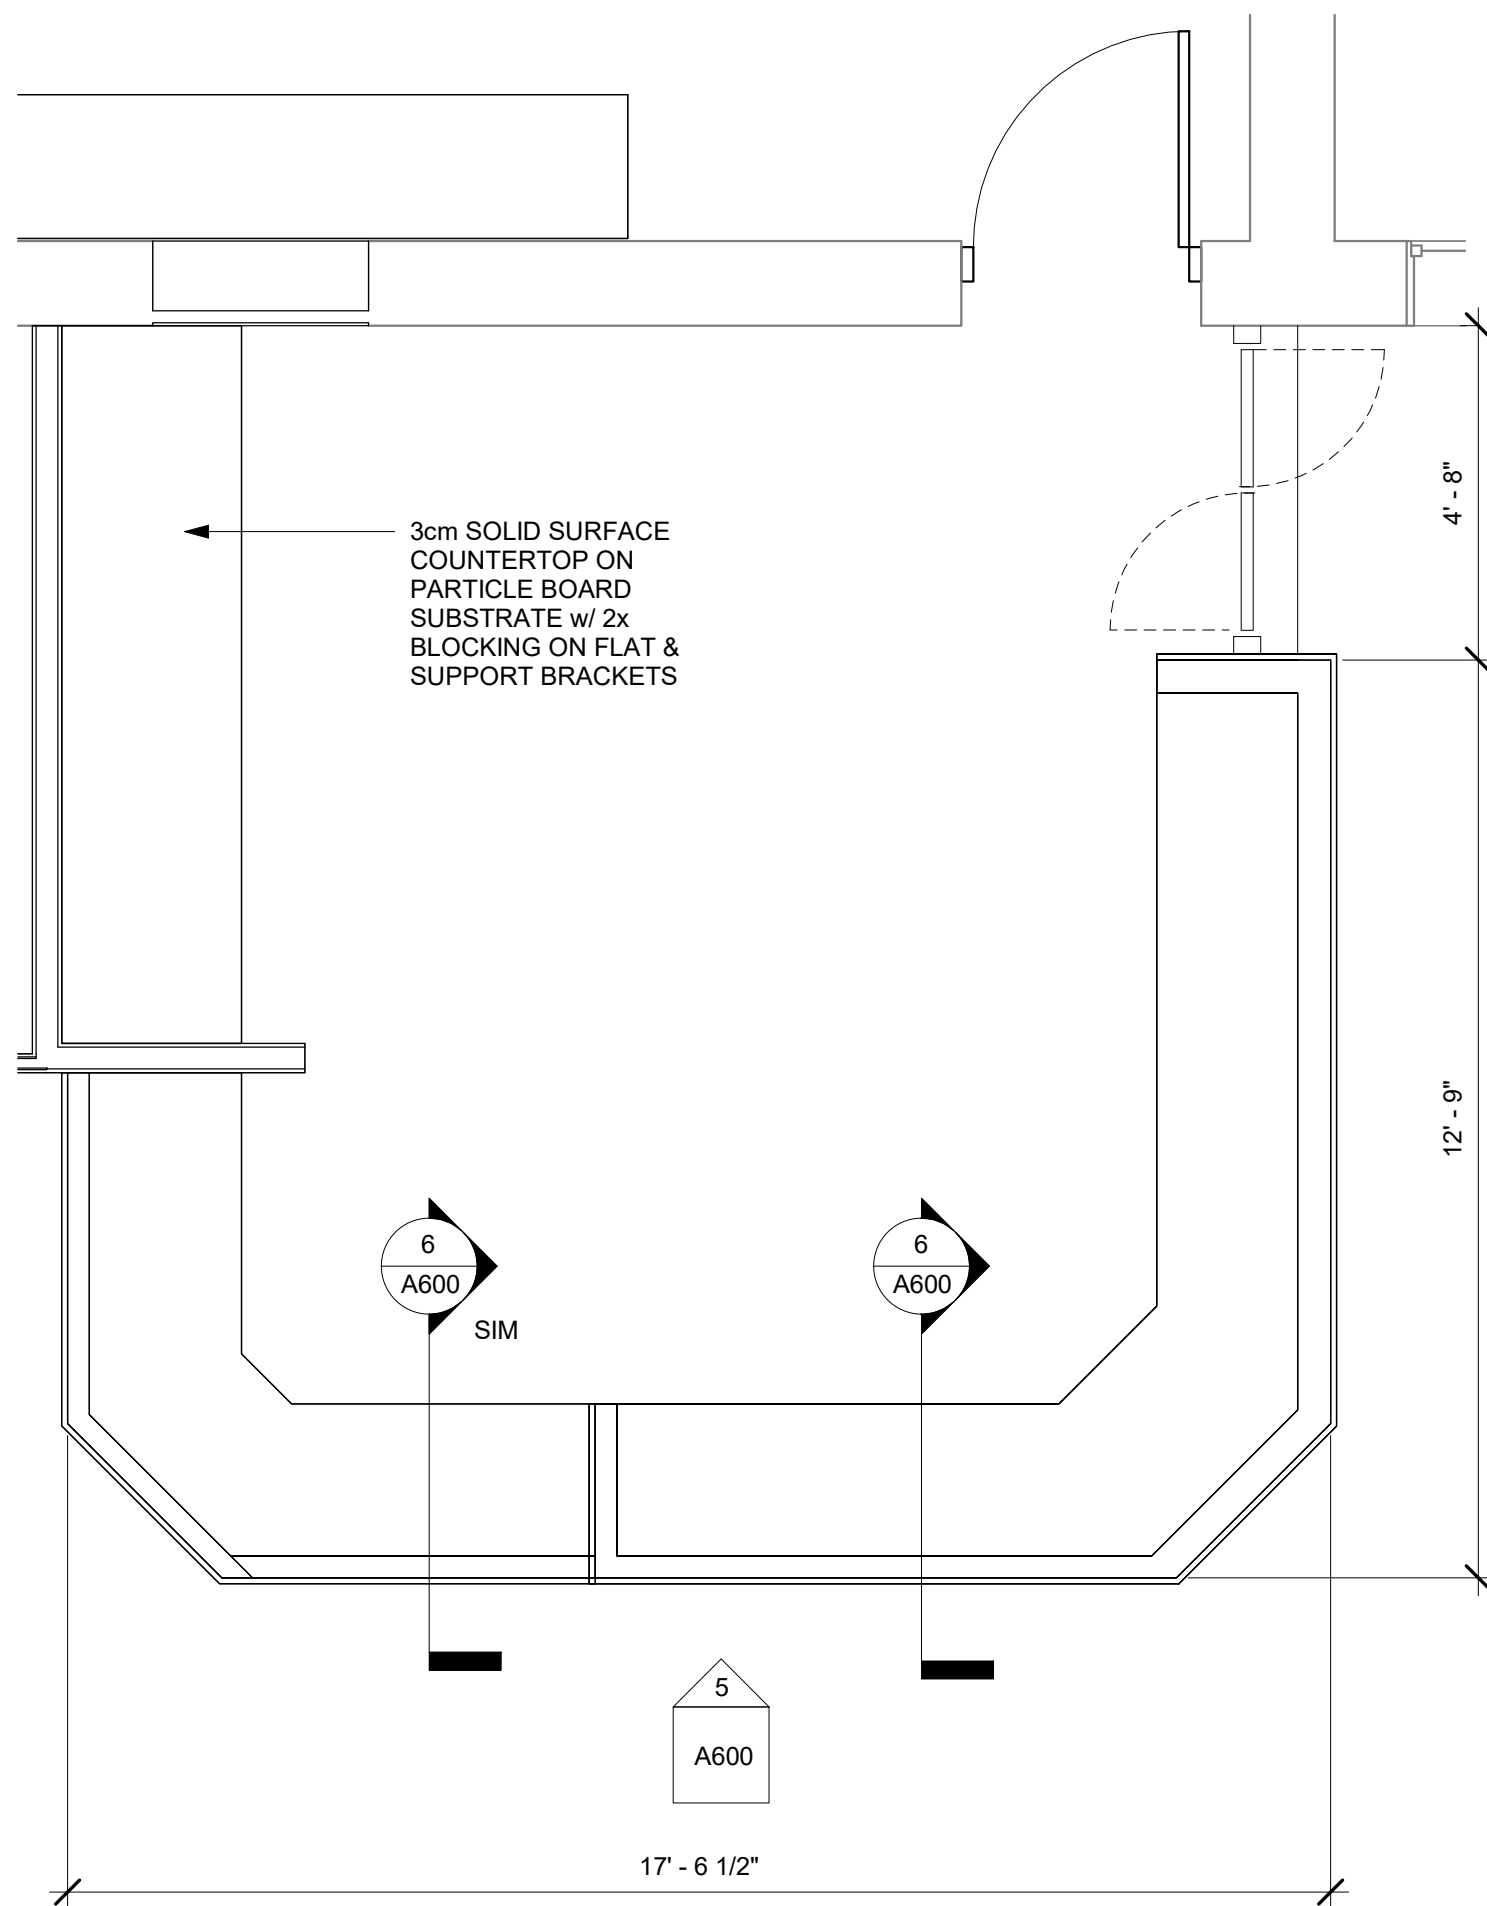 3cm SOLID SURFACE
COUNTERTOP ON
PARTICLE BOARD
SUBSTRATE w/ 2x
BLOCKING ON FLAT &
SUPPORT BRACKETS
4' - 8"
12' - 9"
6
A600
SIM
6
A600
5
A600
17' - 6 1/2"